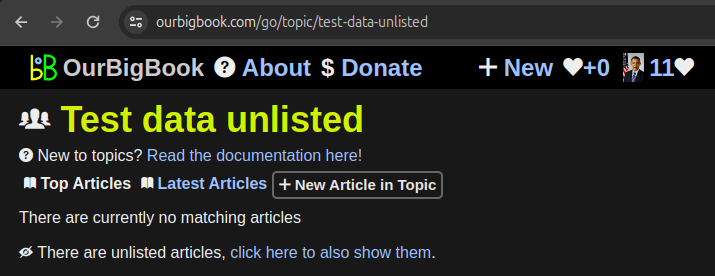 ourbigbook.com/go/topic/test-data-unlisted
OurBigBook About $ Donate New +0 11
Test data unlisted
New to topics? Read the documentation here!
Top Articles Latest Articles New Article in Topic
There are currently no matching articles
There are unlisted articles, click here to also show them.